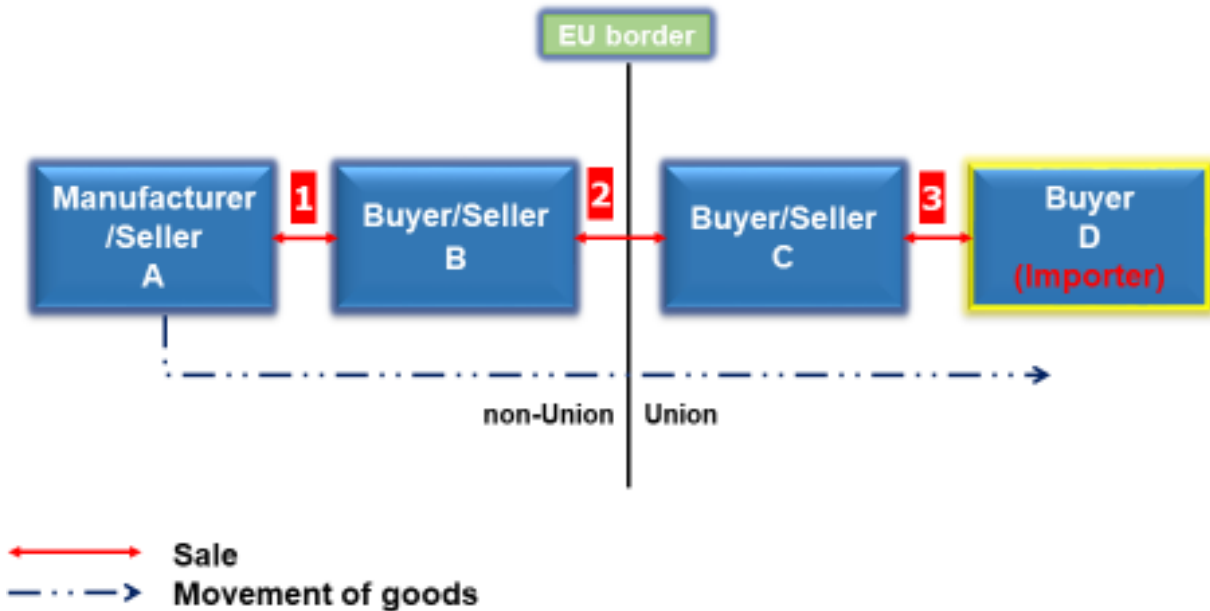 EU border
Manufacturer
/Seller
A
1
Buyer/Seller
B
2
Buyer/Seller
C
3
Buyer
D
(Importer)
non-Union
Union
Sale
Movement of goods